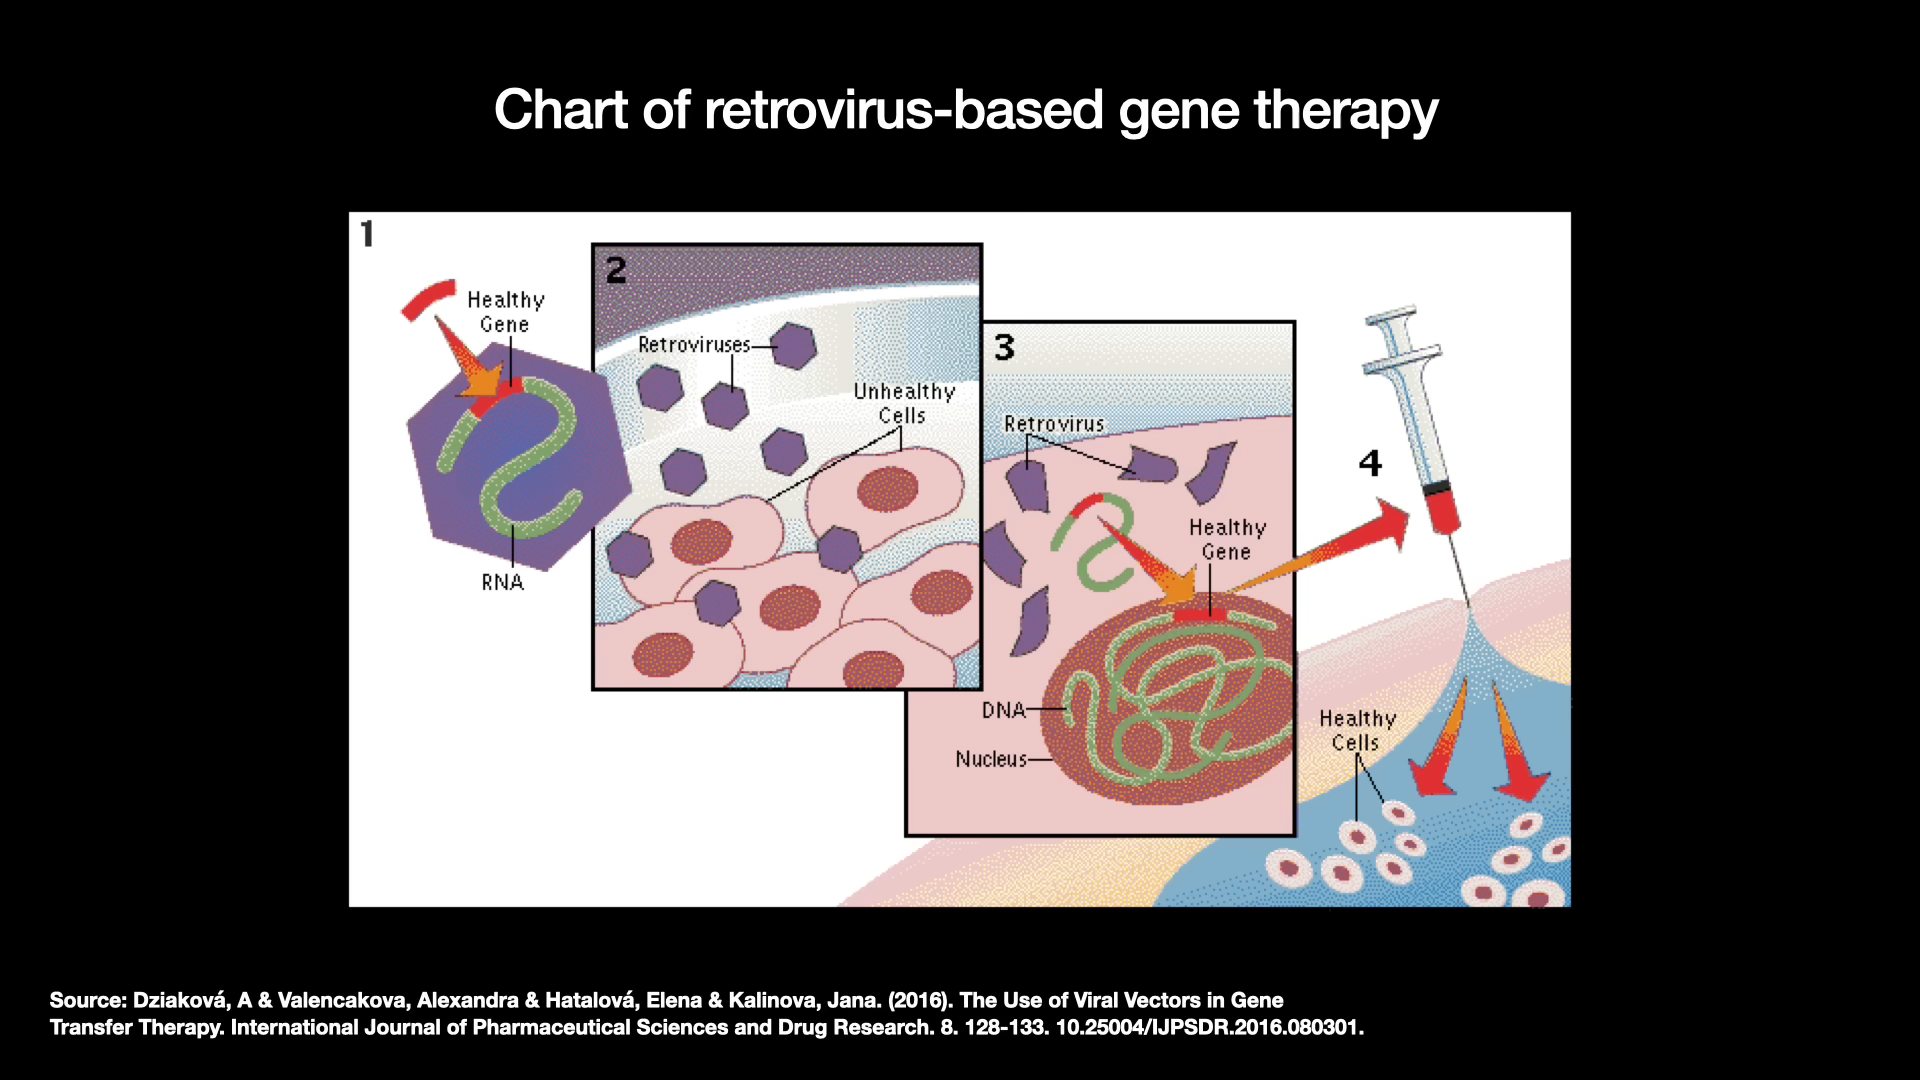 Chart of retrovirus-based gene therapy
1
Healthy
Gene
RNA
2
Retroviruses
Unhealthy
Cells
3
Retrovirus
Healthy
Gene
DNA
Nucleus
4
Healthy
Cells
Source: Dziaková, A & Valencakova, Alexandra & Hatalová, Elena & Kalinova, Jana. (2016). The Use of Viral Vectors in Gene
Transfer Therapy. International Journal of Pharmaceutical Sciences and Drug Research. 8. 128-133. 10.25004/IJPSDR.2016.080301.